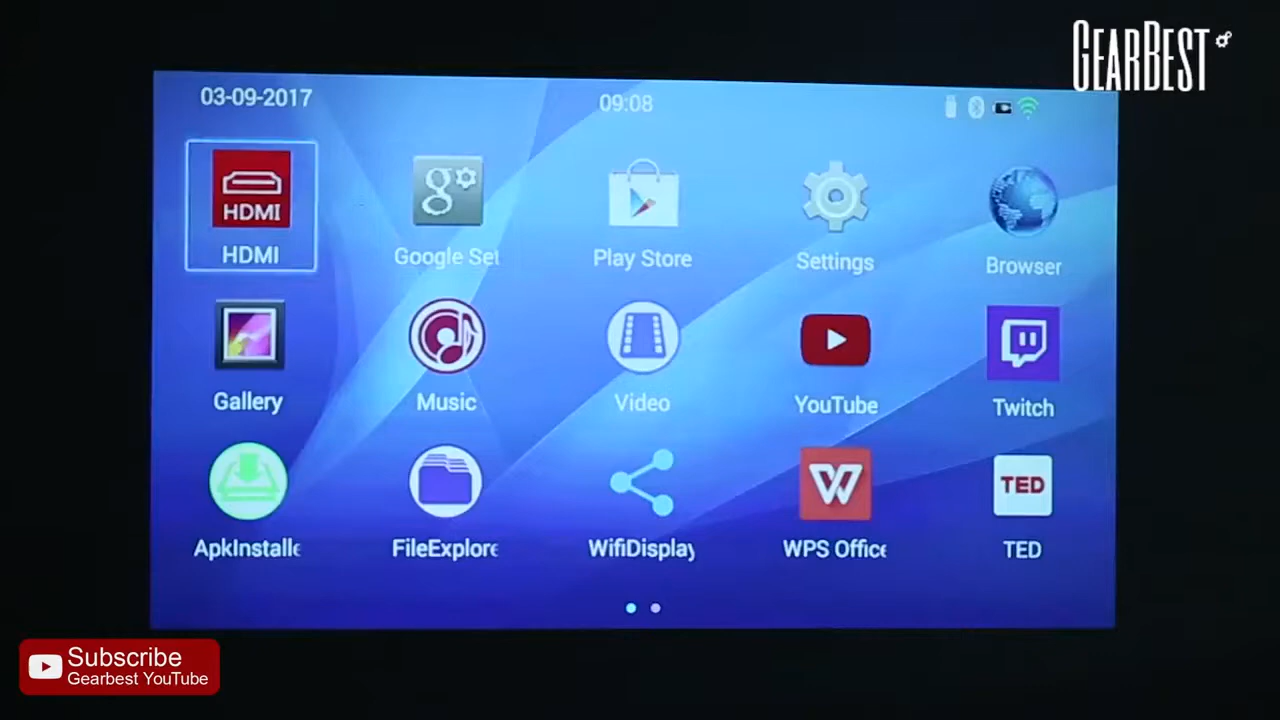 GEARBEST
03-09-2017
09:08
HDMI
HDMI
Google Set
Play Store
Settings
Browser
Gallery
Music
Video
YouTube
Twitch
TED
ApkInstalle
FileExplore
WifiDisplay
WPS Office
TED
Subscribe
Gearbest YouTube